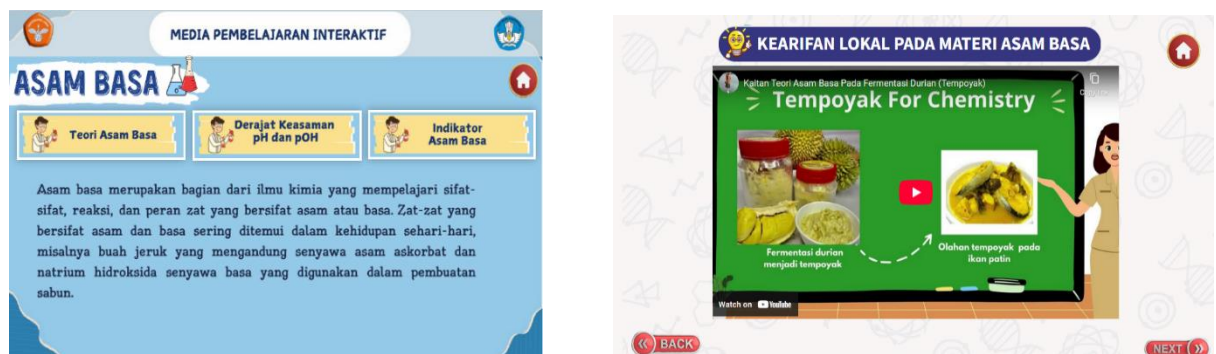 MEDIA PEMBELAJARAN INTERAKTIF
ASAM BASA
Teori Asam Basa
Derajat Keasaman
pH dan pOH
Indikator
Asam Basa
Asam basa merupakan bagian dari ilmu kimia yang mempelajari sifat-
sifat, reaksi, dan peran zat yang bersifat asam atau basa. Zat-zat yang
bersifat asam dan basa sering ditemui dalam kehidupan sehari-hari,
misalnya buah jeruk yang mengandung senyawa asam askorbat dan
natrium hidroksida senyawa basa yang digunakan dalam pembuatan
sabun.
KEARIFAN LOKAL PADA MATERI ASAM BASA
Kaitan Teori Asam Basa Pada Fermentasi Durian (Tempoyak)
Tempoyak For Chemistry
Fermentasi durian
menjadi tempoyak
Olahan tempoyak pada
ikan patin
Watch on YouTube
BACK
NEXT